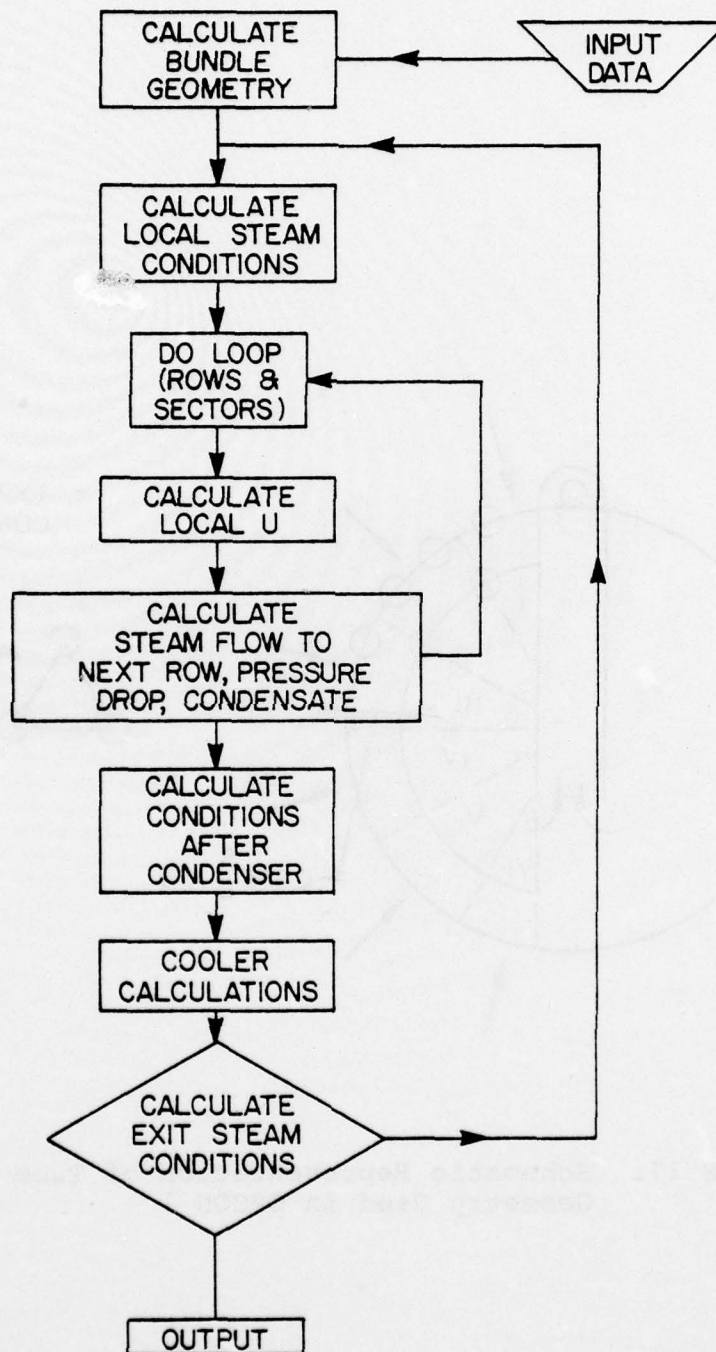 CALCULATE
BUNDLE
GEOMETRY
INPUT
DATA
CALCULATE
LOCAL STEAM
CONDITIONS
DO LOOP
(ROWS &
SECTORS)
CALCULATE
LOCAL U
CALCULATE
STEAM FLOW TO
NEXT ROW, PRESSURE
DROP, CONDENSATE
CALCULATE
CONDITIONS
AFTER
CONDENSER
COOLER
CALCULATIONS
CALCULATE
EXIT STEAM
CONDITIONS
OUTPUT